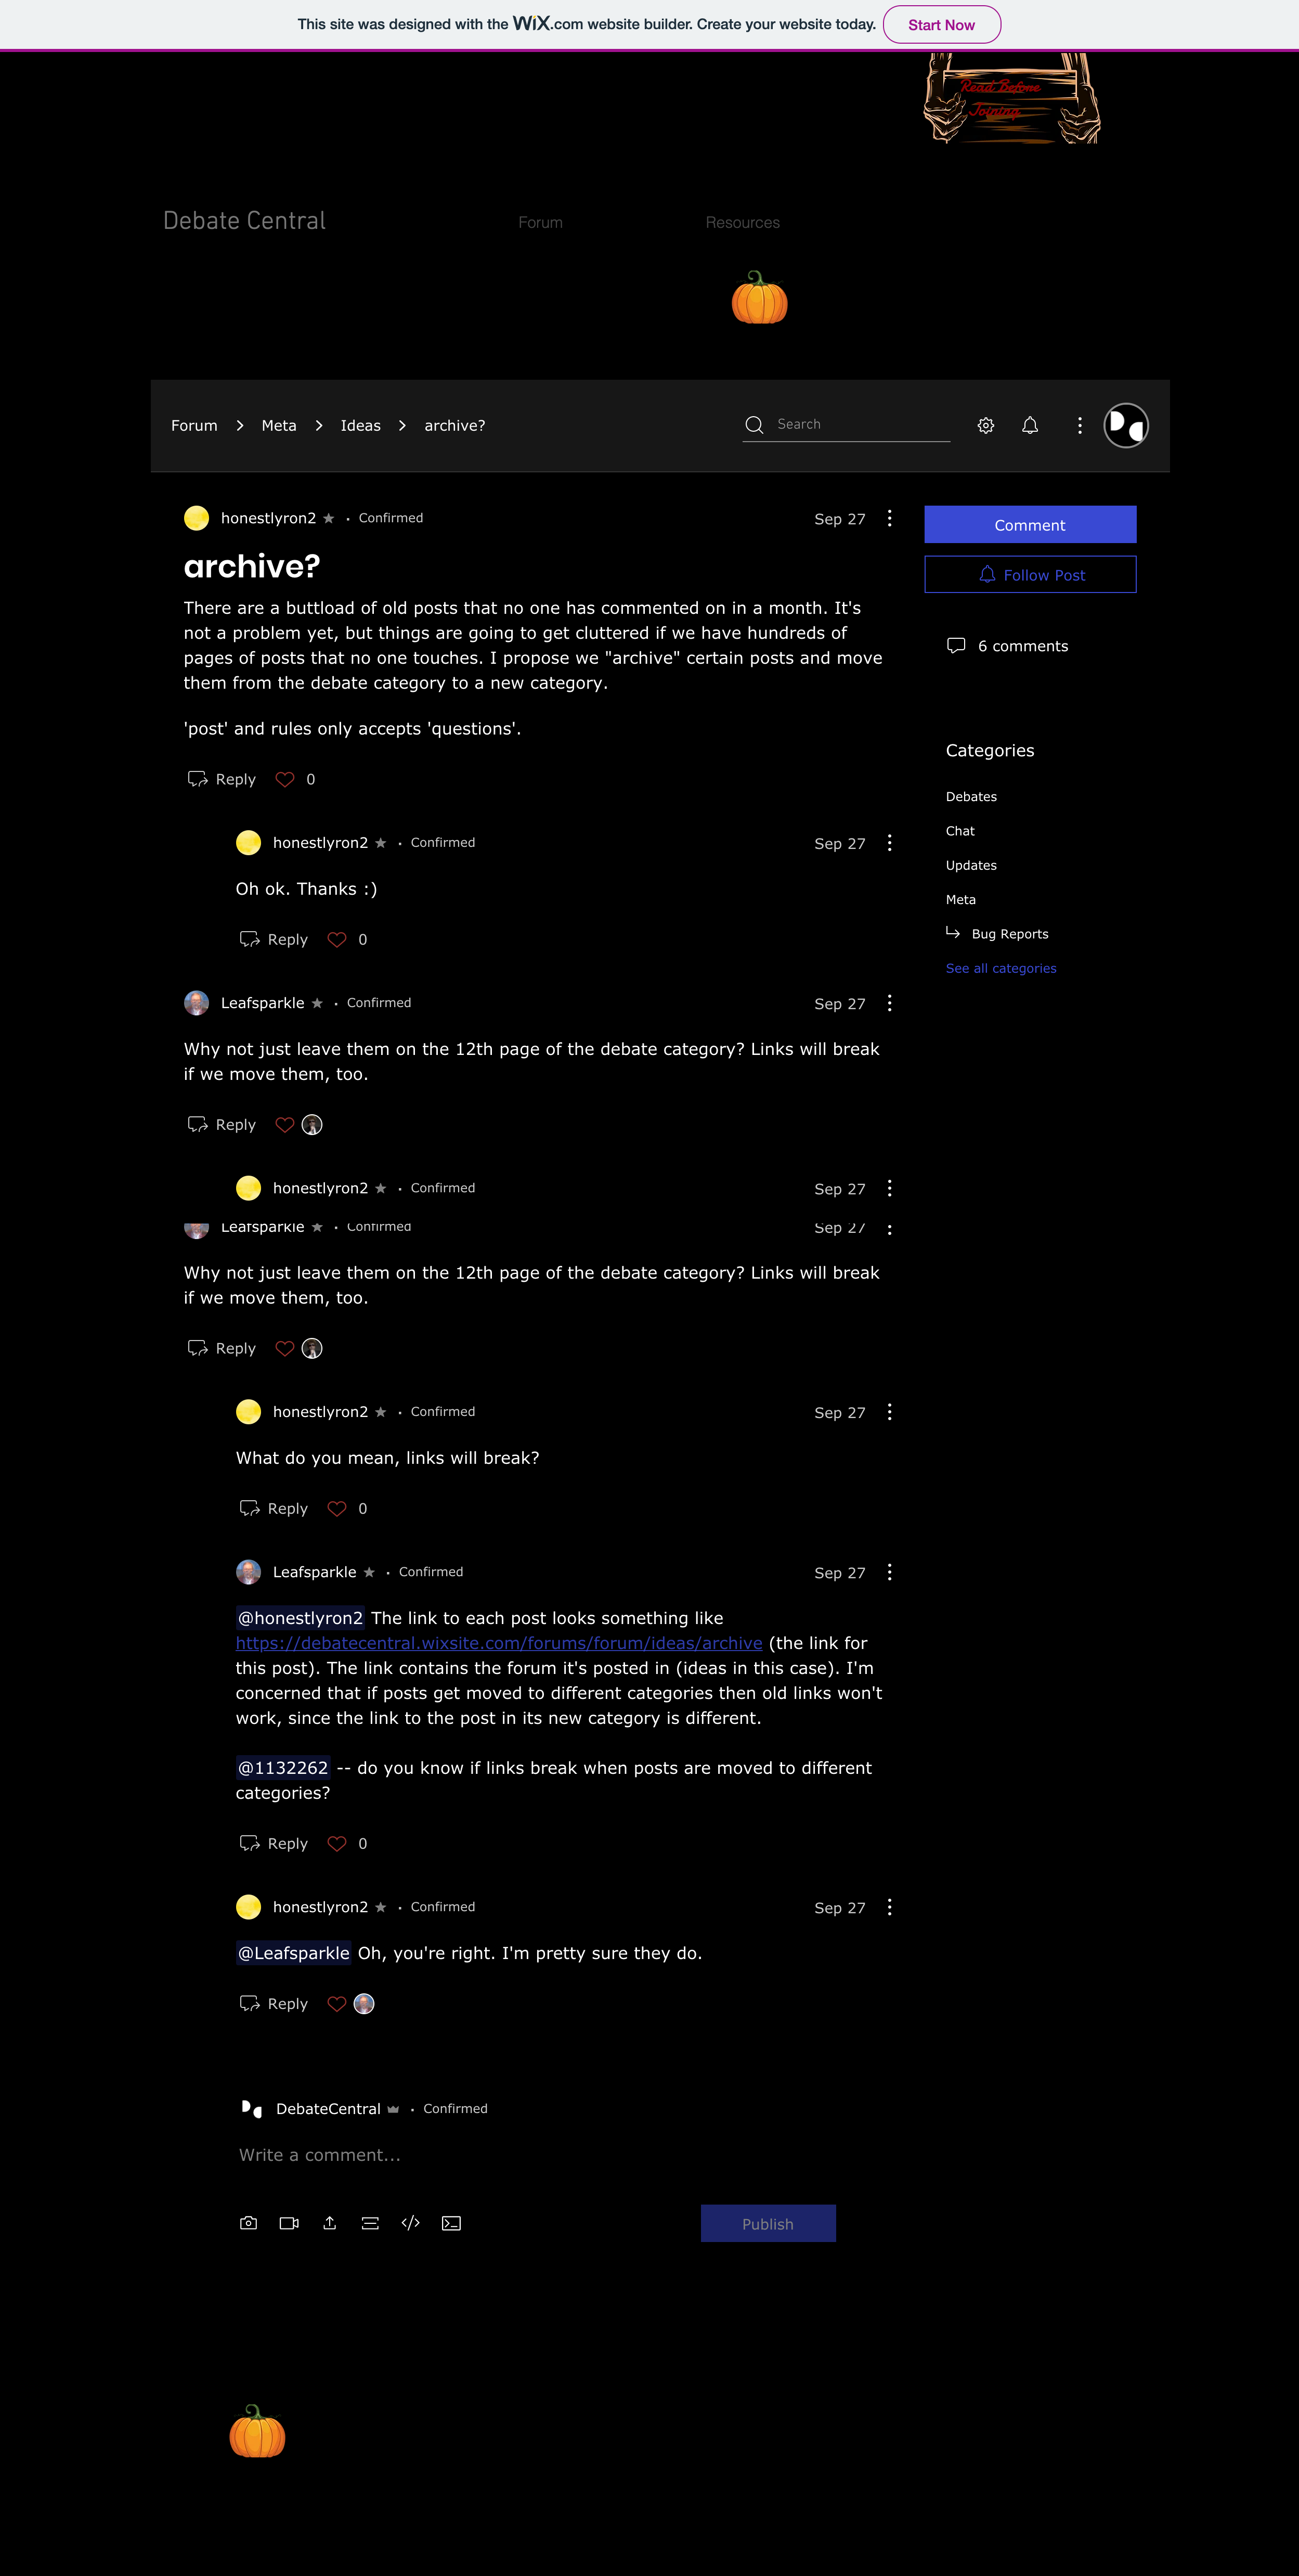 This site was designed with the WiX.com website builder. Create your website today. Start Now
Read Before
Joining
Debate Central Forum Resources
Forum > Meta > Ideas > archive? Search
honestlyron2 · Confirmed Sep 27
Comment
archive?
Follow Post
There are a buttload of old posts that no one has commented on in a month. It's
not a problem yet, but things are going to get cluttered if we have hundreds of
pages of posts that no one touches. I propose we "archive" certain posts and move
them from the debate category to a new category.
6 comments
'post' and rules only accepts 'questions'.
Reply 0
Categories
Debates
Chat
Updates
Meta
Bug Reports
See all categories
honestlyron2 · Confirmed Sep 27
Oh ok. Thanks :)
Reply 0
Leafsparkle · Confirmed Sep 27
Why not just leave them on the 12th page of the debate category? Links will break
if we move them, too.
Reply
honestlyron2 · Confirmed Sep 27
Leafsparkle · Confirmed Sep 27
Why not just leave them on the 12th page of the debate category? Links will break
if we move them, too.
Reply
honestlyron2 · Confirmed Sep 27
What do you mean, links will break?
Reply 0
Leafsparkle · Confirmed Sep 27
@honestlyron2 The link to each post looks something like
https://debatecentral.wixsite.com/forums/forum/ideas/archive (the link for
this post). The link contains the forum it's posted in (ideas in this case). I'm
concerned that if posts get moved to different categories then old links won't
work, since the link to the post in its new category is different.
@1132262 -- do you know if links break when posts are moved to different
categories?
Reply 0
honestlyron2 · Confirmed Sep 27
@Leafsparkle Oh, you're right. I'm pretty sure they do.
Reply
DebateCentral · Confirmed
Write a comment...
Publish